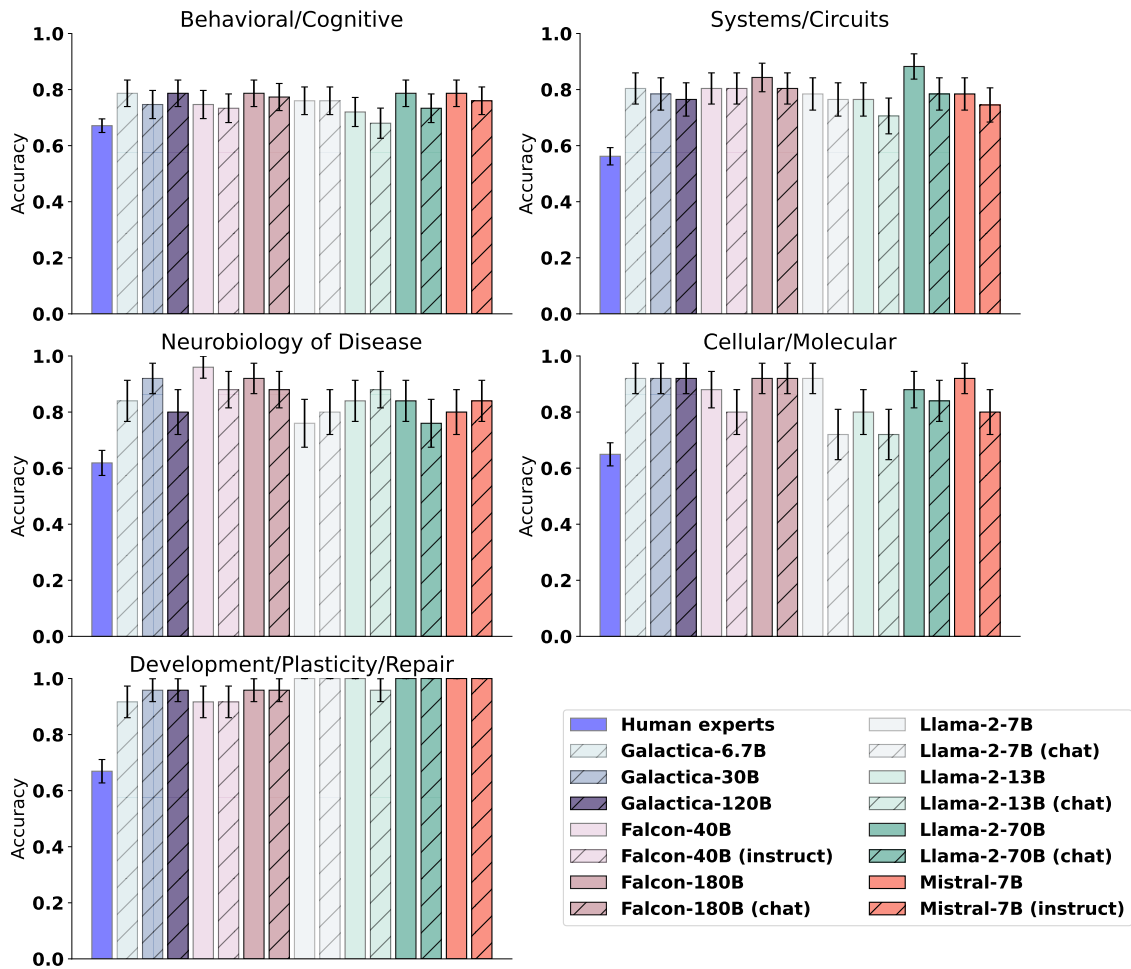 Behavioral/Cognitive
1.0
0.8
0.6
0.4
0.2
0.0
Accuracy
Systems/Circuits
1.0
0.8
0.6
0.4
0.2
0.0
Accuracy
Neurobiology of Disease
1.0
0.8
0.6
0.4
0.2
0.0
Accuracy
Cellular/Molecular
1.0
0.8
0.6
0.4
0.2
0.0
Accuracy
Development/Plasticity/Repair
1.0
0.8
0.6
0.4
0.2
0.0
Accuracy
Human experts
Galactica-6.7B
Galactica-30B
Galactica-120B
Falcon-40B
Falcon-40B (instruct)
Falcon-180B
Falcon-180B (chat)
Llama-2-7B
Llama-2-7B (chat)
Llama-2-13B
Llama-2-13B (chat)
Llama-2-70B
Llama-2-70B (chat)
Mistral-7B
Mistral-7B (instruct)